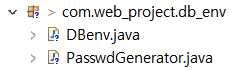 > com.web_project.db_env
> DBenv.java
> PasswdGenerator.java